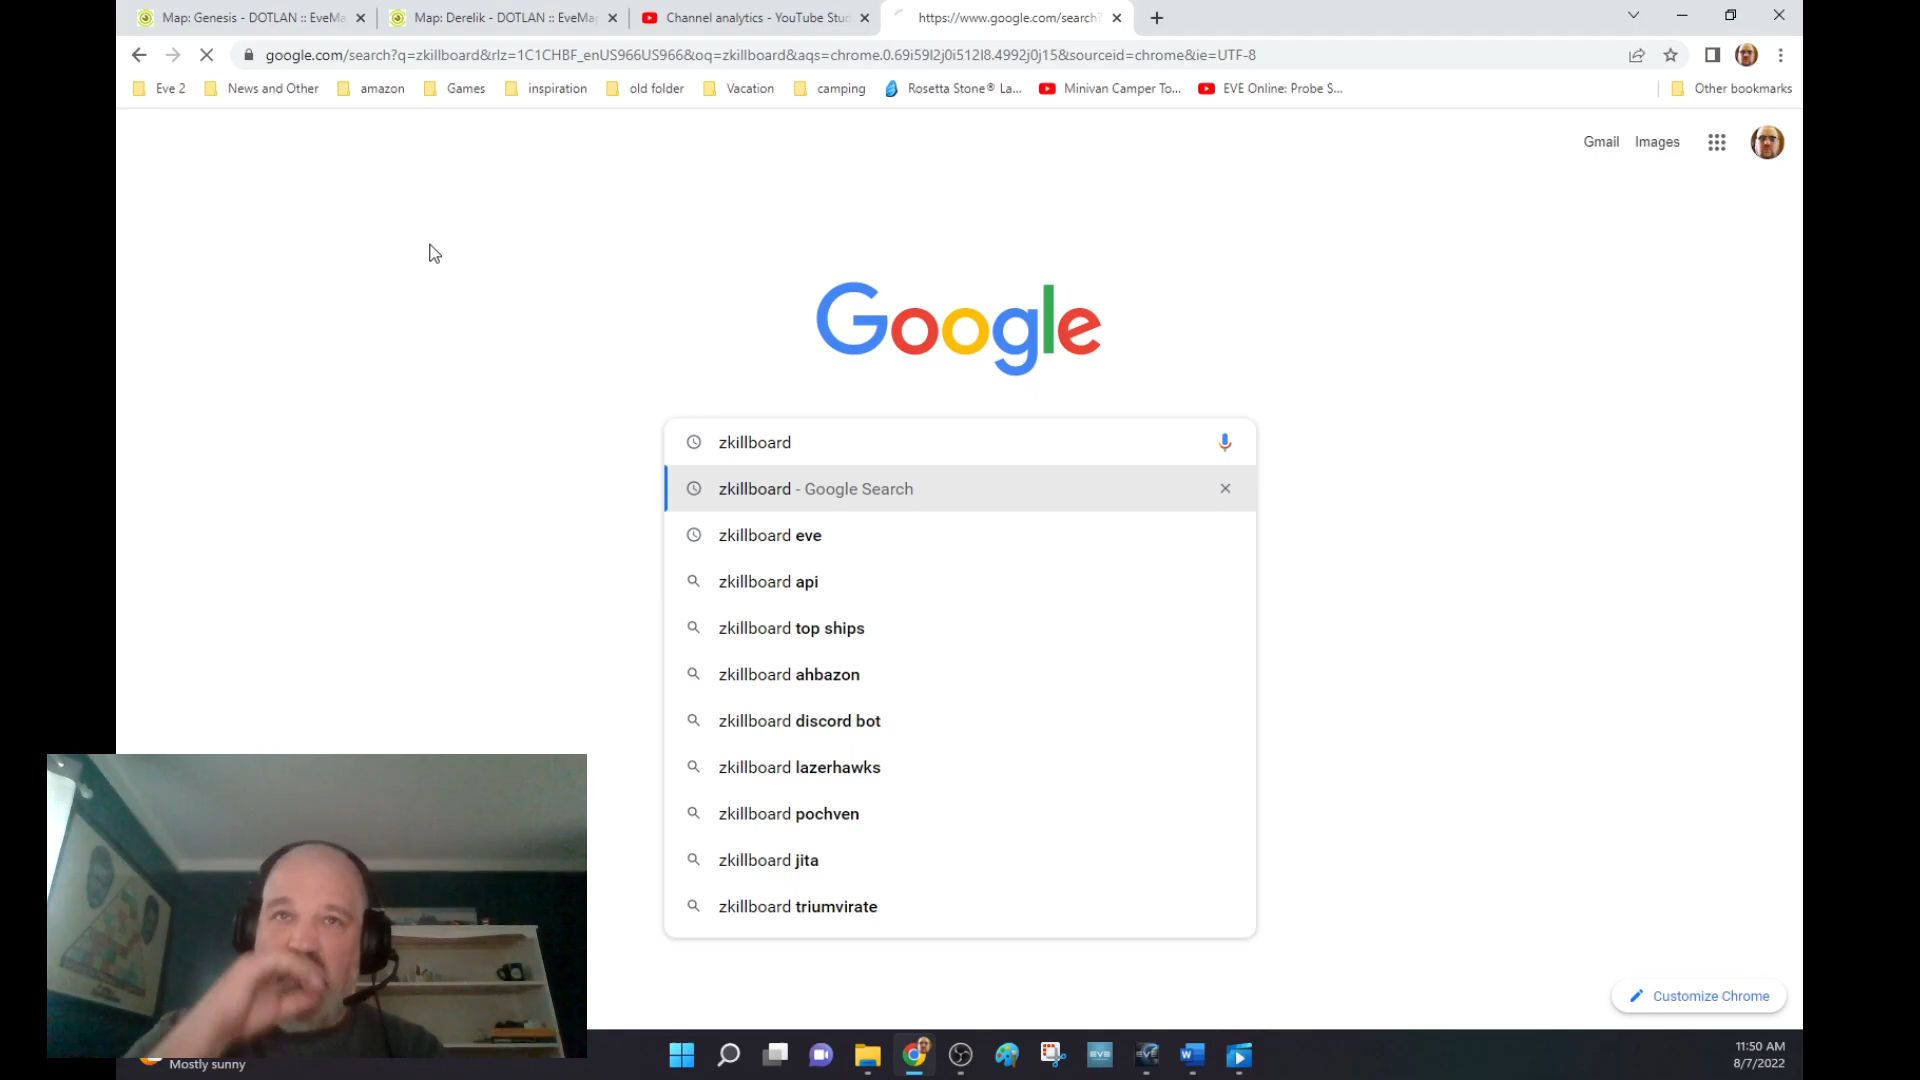 Map: Genesis - DOTLAN :: EveMa
Map: Derelik - DOTLAN :: EveMap
Channel analytics - YouTube Stud
https://www.google.com/search?
google.com/search?q=zkillboard&rlz=1C1CHBF_enUS966US966&oq=zkillboard&aqs=chrome.0.69i59l2j0i512l8.4992j0j15&sourceid=chrome&ie=UTF-8
Eve 2
News and Other
amazon
Games
inspiration
old folder
Vacation
camping
Rosetta Stone® La...
Minivan Camper To...
EVE Online: Probe S...
Other bookmarks
Gmail
Images
Google
zkillboard
zkillboard - Google Search
zkillboard eve
zkillboard api
zkillboard top ships
zkillboard ahbazon
zkillboard discord bot
zkillboard lazerhawks
zkillboard pochven
zkillboard jita
zkillboard triumvirate
Customize Chrome
Mostly sunny
EVE
EVE
W
11:50 AM
8/7/2022